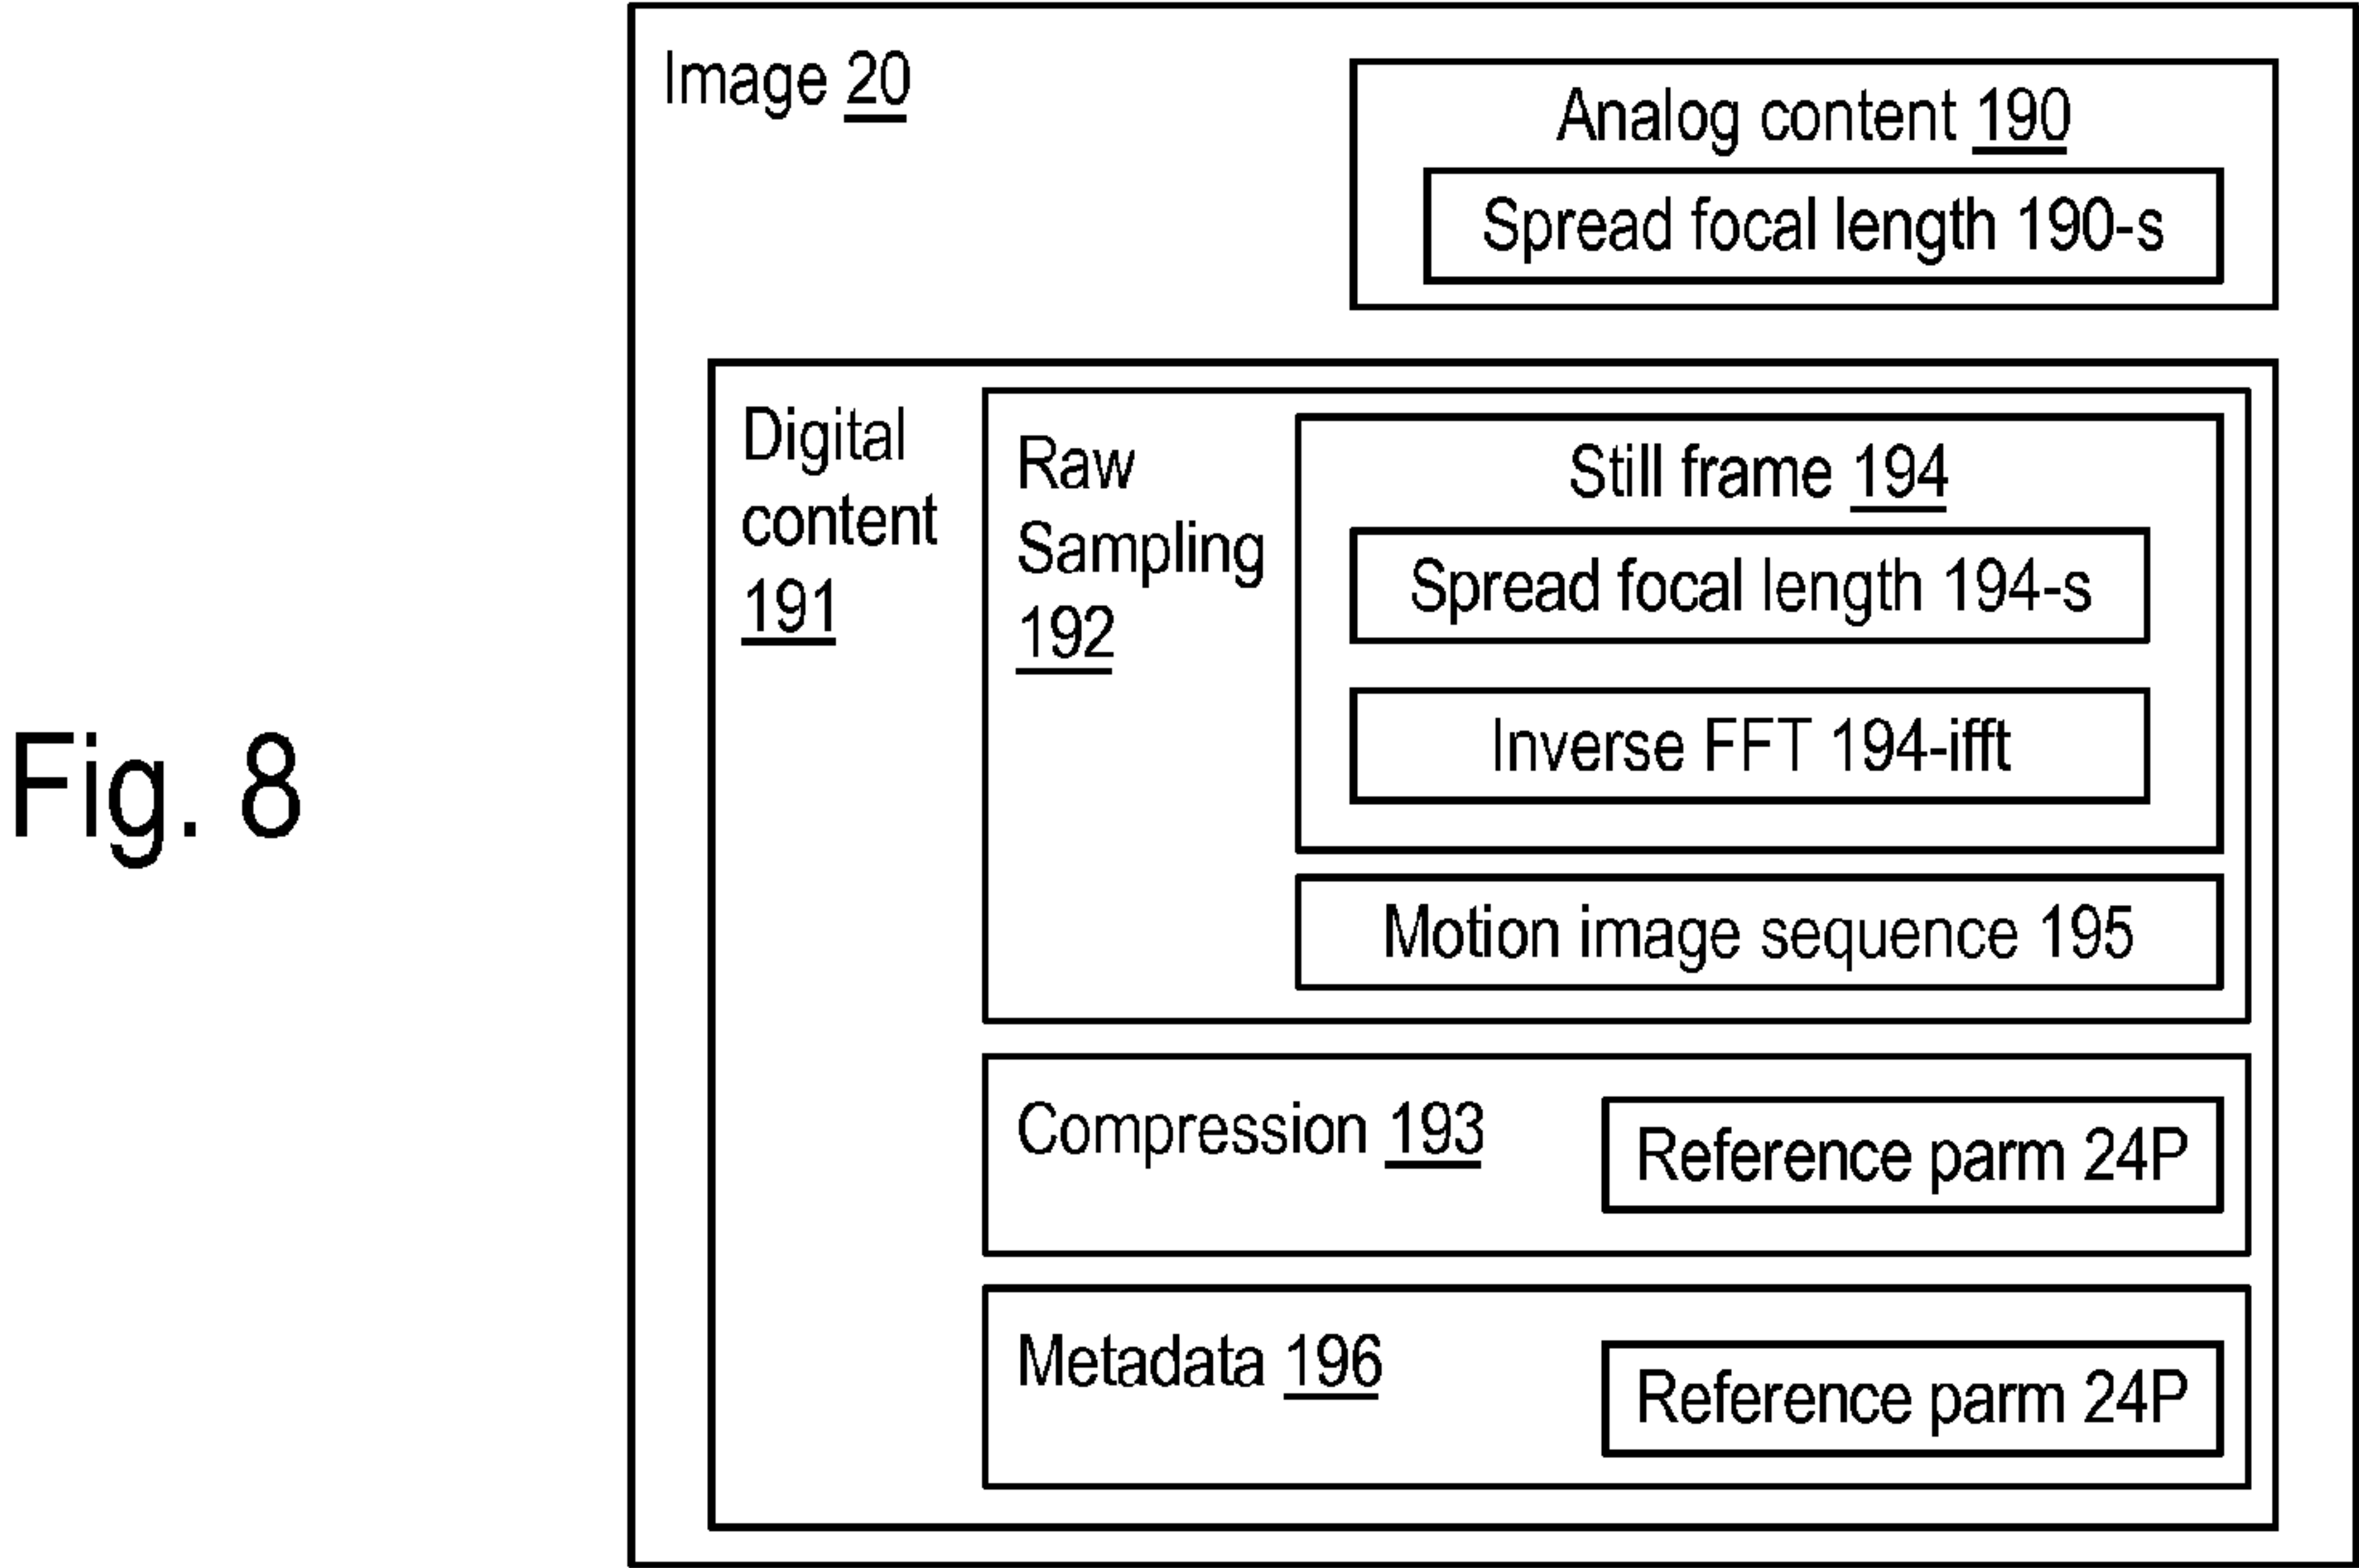 Fig. 8
Image 20
Analog content 190
Spread focal length 190-s
Digital
content
191
Raw
Sampling
192
Still frame 194
Spread focal length 194-s
Inverse FFT 194-ifft
Motion image sequence 195
Compression 193
Reference parm 24P
Metadata 196
Reference parm 24P